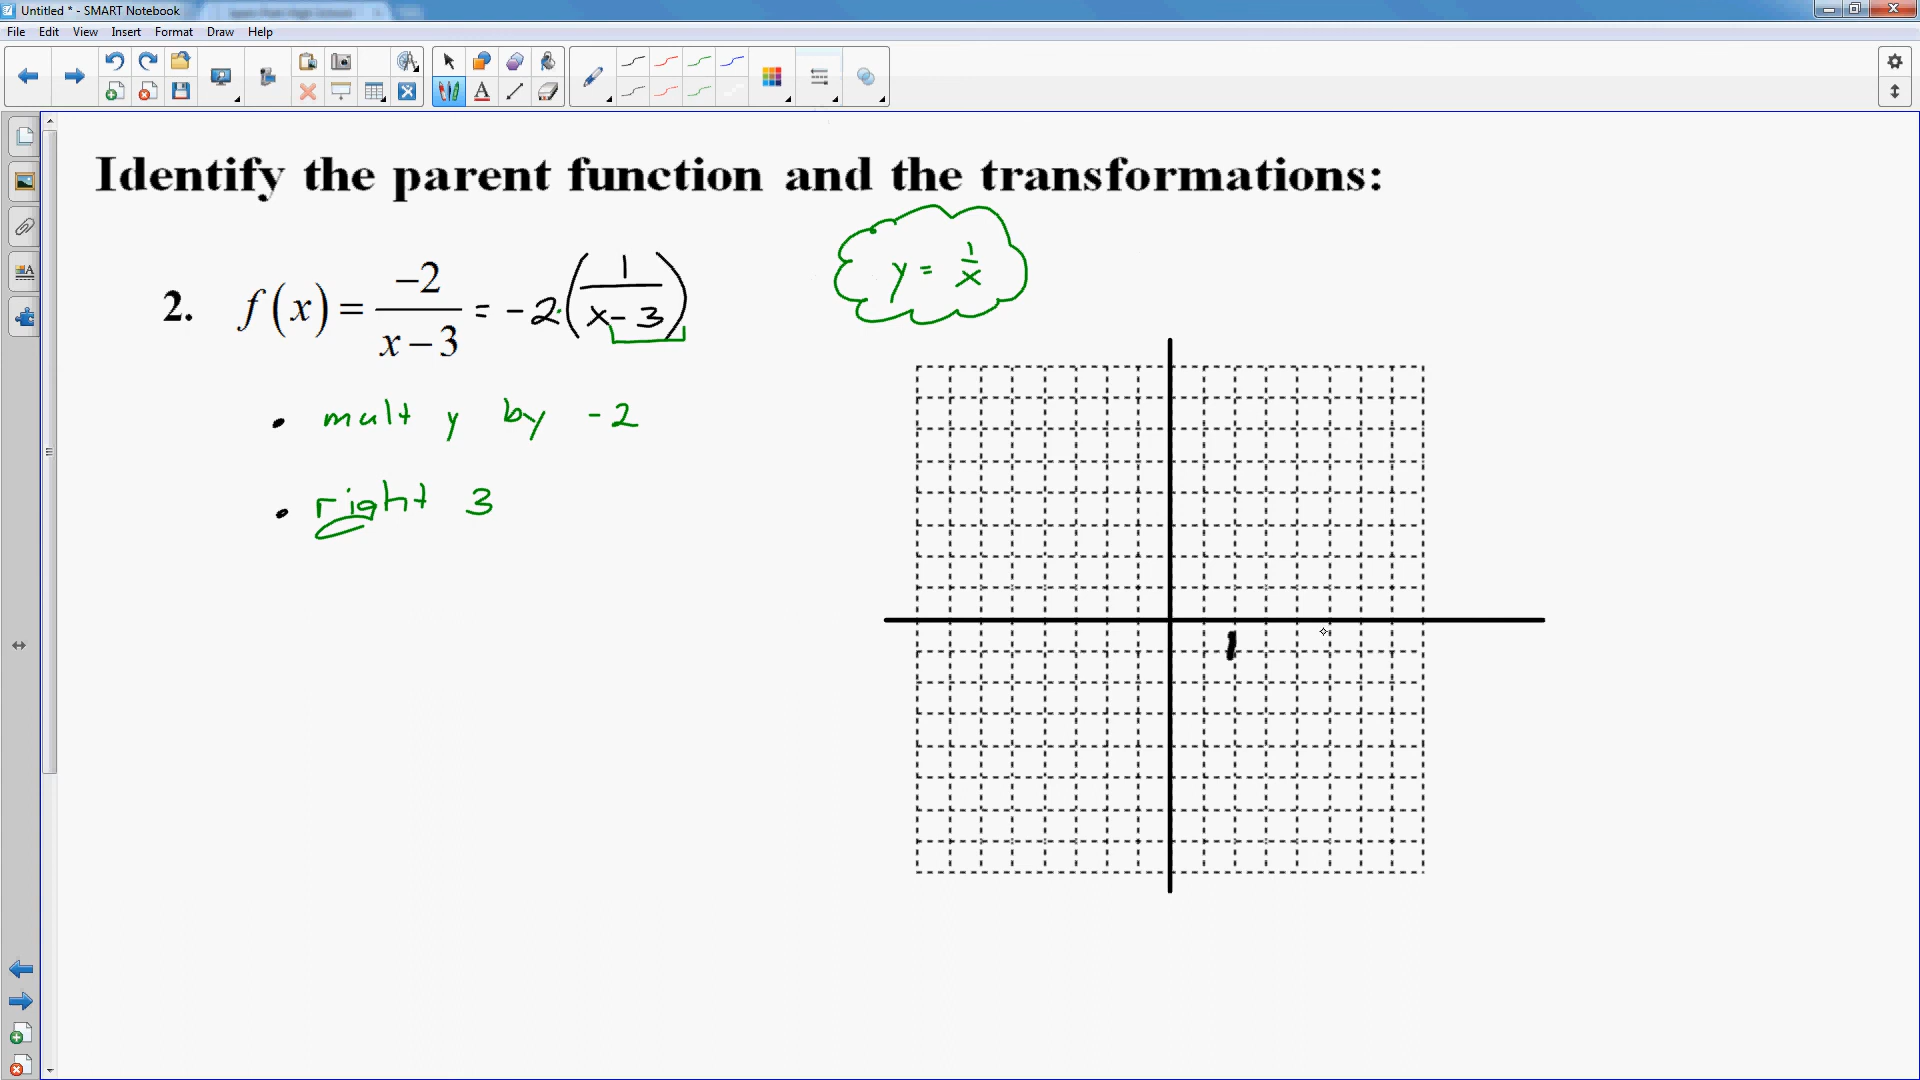 Untitled * - SMART Notebook
File Edit View Insert Format Draw Help
Identify the parent function and the transformations:
y = 1/x
2. f(x) = -2/(x-3) = -2·(1/(x-3))
• mult y by -2
• right 3
1